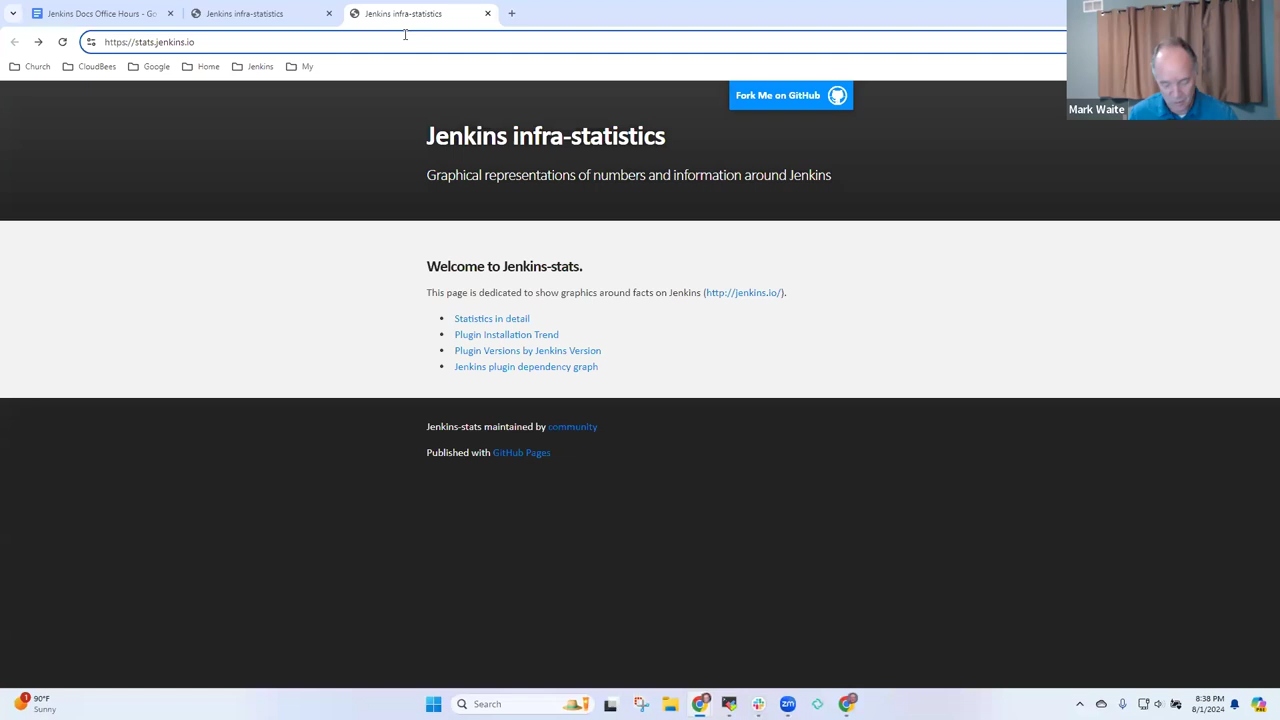 Jenkins Docs Office Hours - Go
Jenkins infra-statistics
Jenkins infra-statistics
https://stats.jenkins.io
Church
CloudBees
Google
Home
Jenkins
My
Mark Waite
Fork Me on GitHub
Jenkins infra-statistics
Graphical representations of numbers and information around Jenkins
Welcome to Jenkins-stats.
This page is dedicated to show graphics around facts on Jenkins (http://jenkins.io/).
• Statistics in detail
• Plugin Installation Trend
• Plugin Versions by Jenkins Version
• Jenkins plugin dependency graph
Jenkins-stats maintained by community
Published with GitHub Pages
1
90°F
Sunny
Search
zm
8:38 PM
8/1/2024